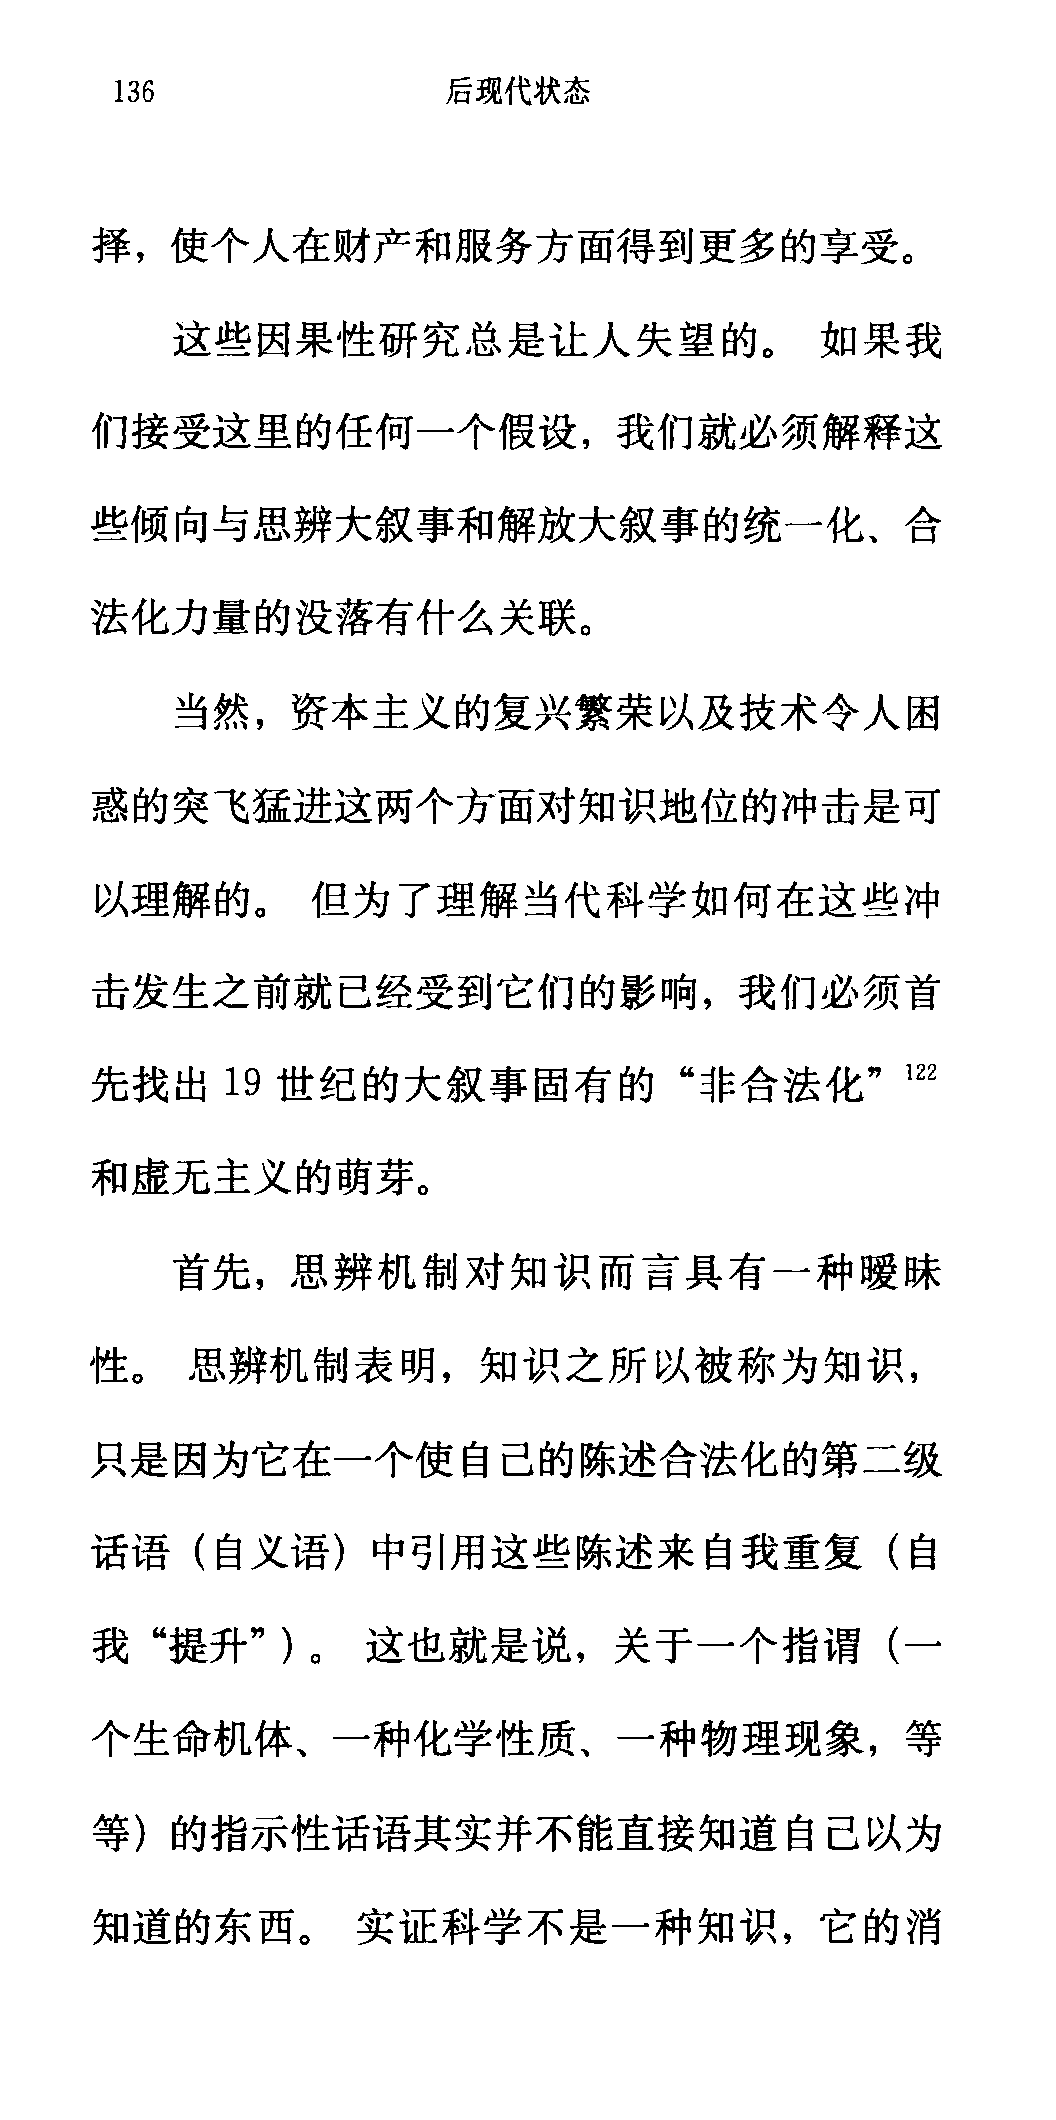 136 后现代状态
择，使个人在财产和服务方面得到更多的享受。
这些因果性研究总是让人失望的。 如果我
们接受这里的任何一个假设，我们就必须解释这
些倾向与思辨大叙事和解放大叙事的统一化、合
法化力量的没落有什么关联。
当然，资本主义的复兴繁荣以及技术令人困
惑的突飞猛进这两个方面对知识地位的冲击是可
以理解的。 但为了理解当代科学如何在这些冲
击发生之前就已经受到它们的影响，我们必须首
先找出 19 世纪的大叙事固有的“非合法化”122
和虚无主义的萌芽。
首先，思辨机制对知识而言具有一种暧昧
性。 思辨机制表明，知识之所以被称为知识，
只是因为它在一个使自己的陈述合法化的第二级
话语（自义语）中引用这些陈述来自我重复（自
我“提升”）。 这也就是说，关于一个指谓（一
个生命机体、一种化学性质、一种物理现象，等
等）的指示性话语其实并不能直接知道自己以为
知道的东西。 实证科学不是一种知识，它的消